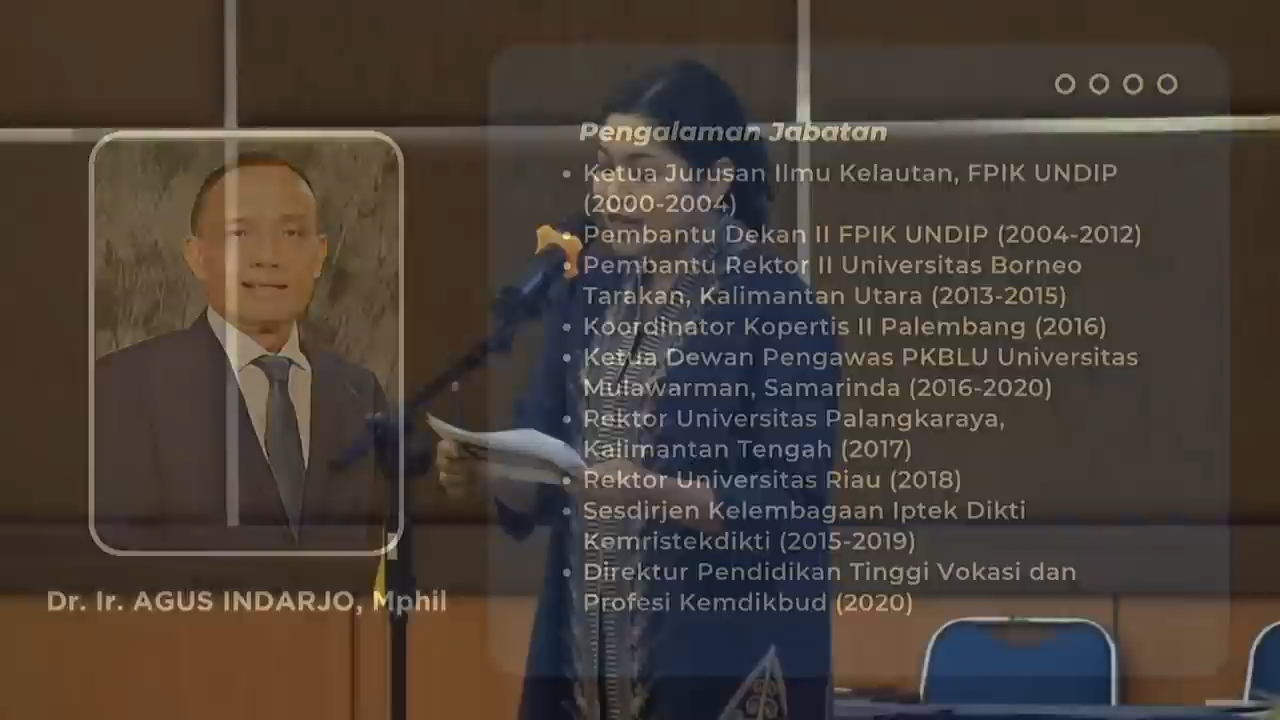 Pengalaman Jabatan
• Ketua Jurusan Ilmu Kelautan, FPIK UNDIP
(2000-2004)
• Pembantu Dekan II FPIK UNDIP (2004-2012)
• Pembantu Rektor II Universitas Borneo
Tarakan, Kalimantan Utara (2013-2015)
• Koordinator Kopertis II Palembang (2016)
• Ketua Dewan Pengawas PKBLU Universitas
Mulawarman, Samarinda (2016-2020)
• Rektor Universitas Palangkaraya,
Kalimantan Tengah (2017)
• Rektor Universitas Riau (2018)
• Sesdirjen Kelembagaan Iptek Dikti
Kemristekdikti (2015-2019)
• Direktur Pendidikan Tinggi Vokasi dan
Profesi Kemdikbud (2020)
Dr. Ir. AGUS INDARJO, Mphil